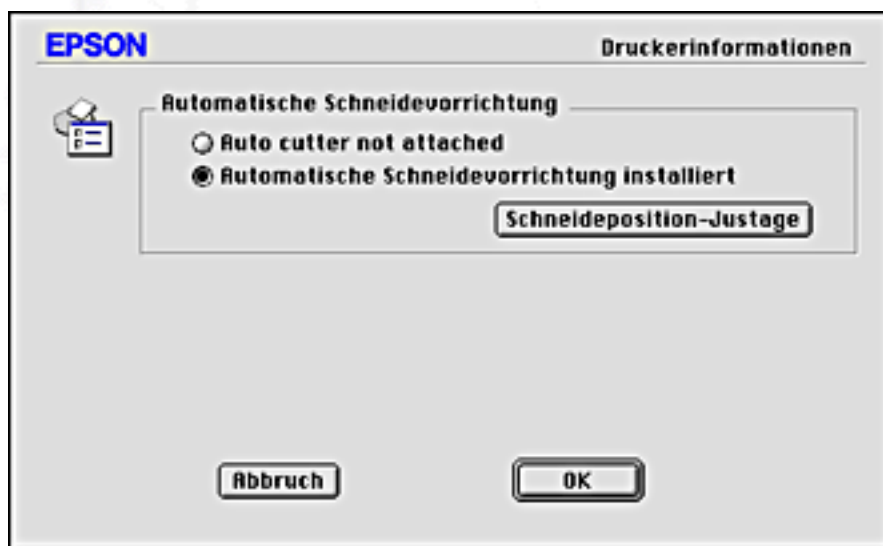 EPSON
Druckerinformationen
Automatische Schneidevorrichtung
Auto cutter not attached
Automatische Schneidevorrichtung installiert
Schneideposition-Justage
Abbruch
OK